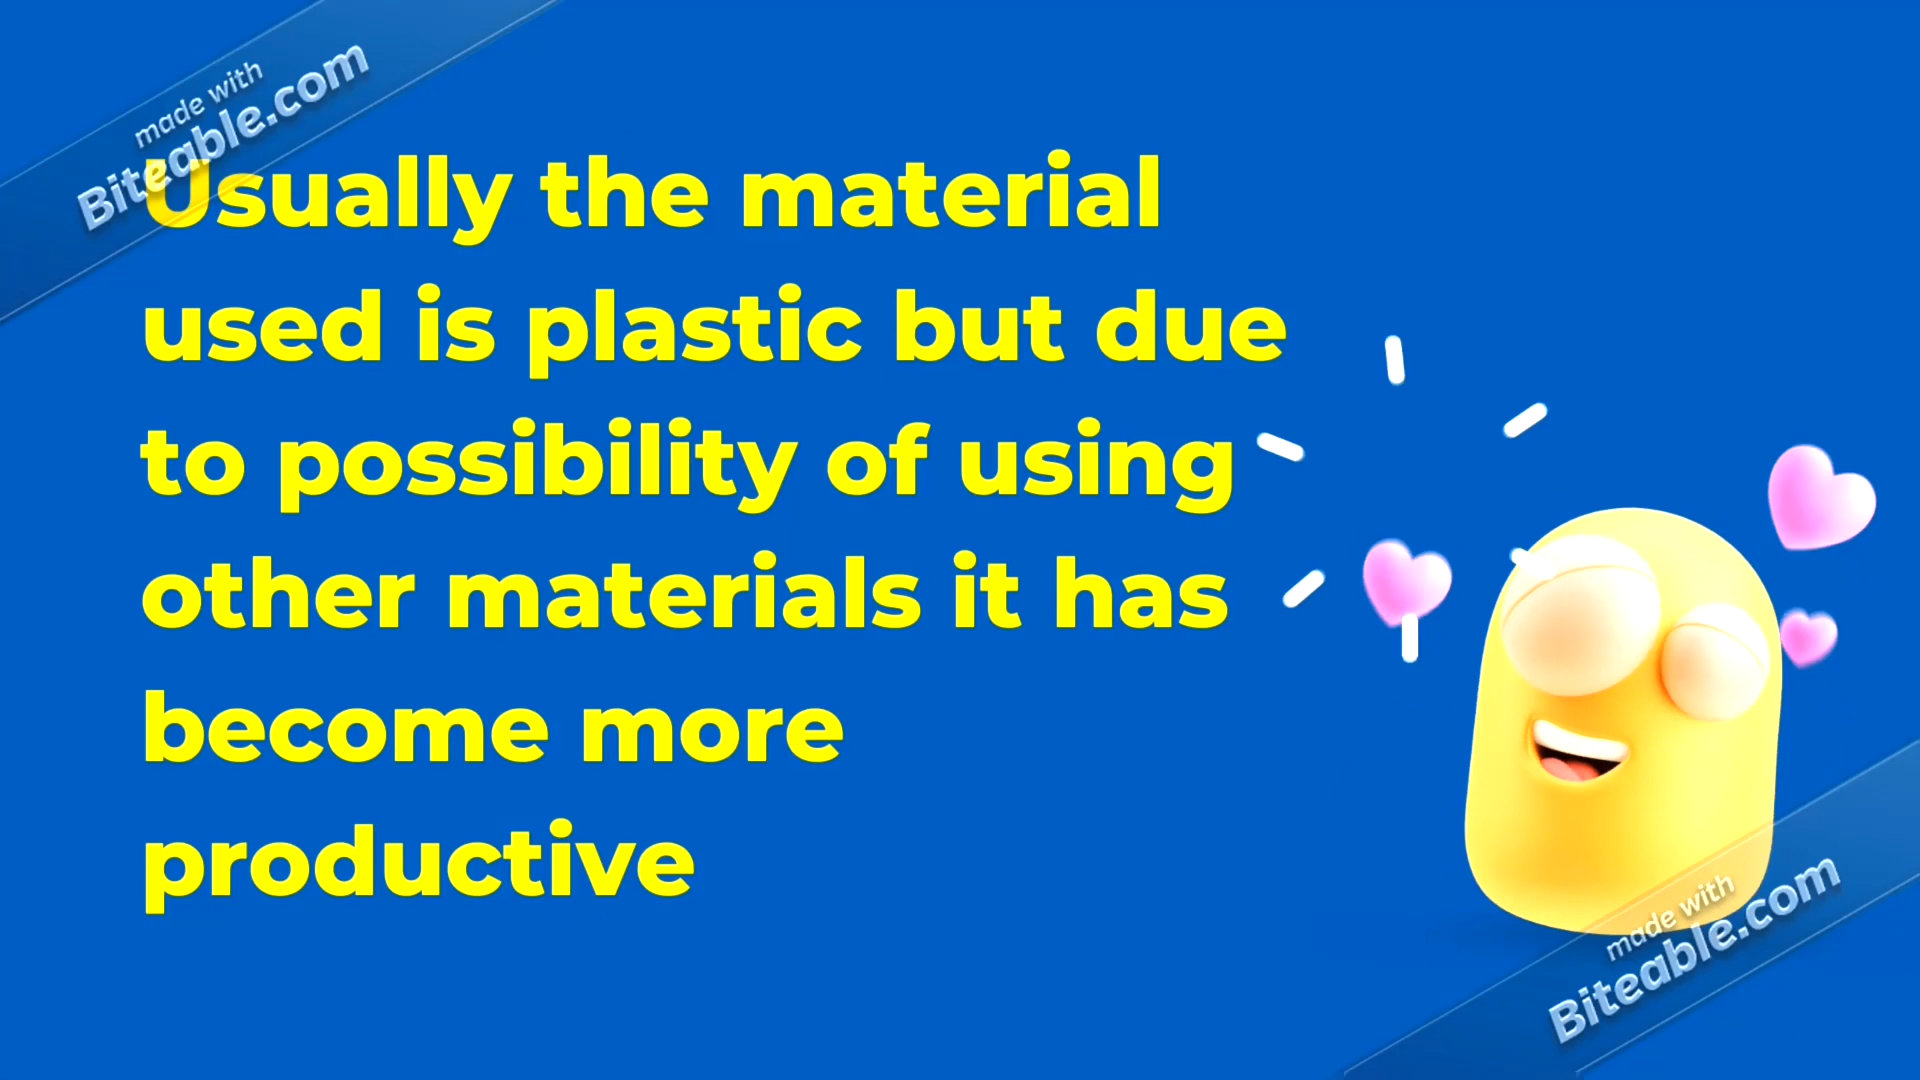 made with
Biteable.com
Usually the material
used is plastic but due
to possibility of using
other materials it has
become more
productive
made with
Biteable.com